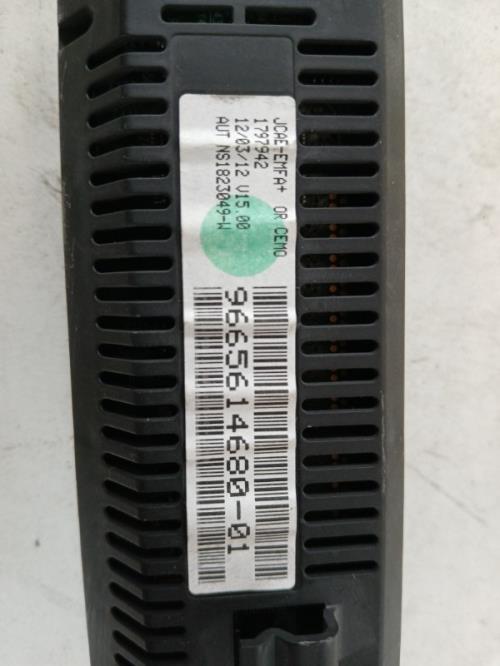 JCAE-EMFA+ OR CEMO
1797942
12/03/12 V15.00
AUT NS1823049-W
9665614680-01